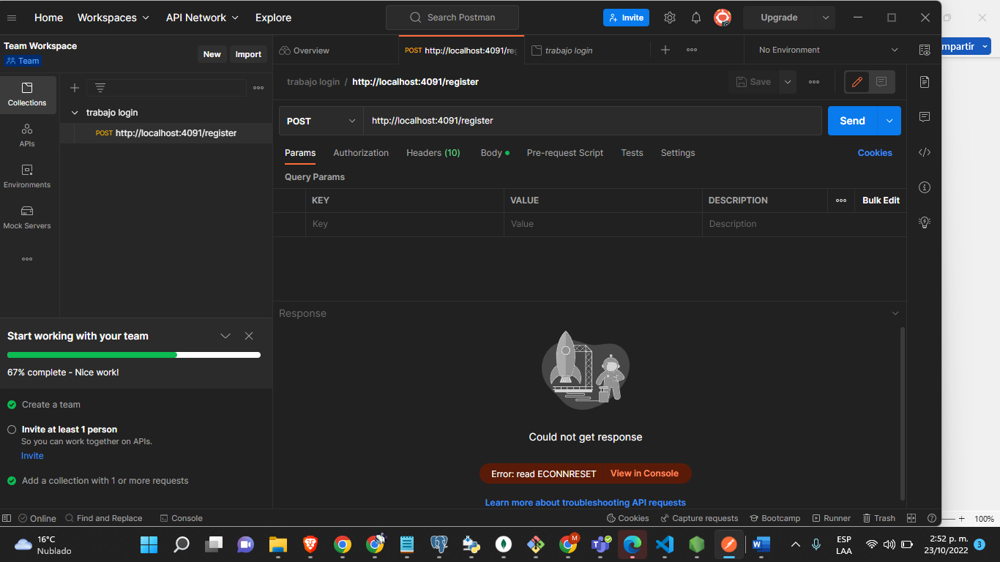 Home
Workspaces
API Network
Explore
Search Postman
Invite
Upgrade
mpartir
Team Workspace
Team
New
Import
Overview
POST http://localhost:4091/reg
trabajo login
No Environment
Collections
APIs
Environments
Mock Servers
trabajo login
POST http://localhost:4091/register
trabajo login / http://localhost:4091/register
Save
POST
http://localhost:4091/register
Send
Params
Authorization
Headers (10)
Body
Pre-request Script
Tests
Settings
Cookies
Query Params
KEY
VALUE
DESCRIPTION
Bulk Edit
Key
Value
Description
Response
Could not get response
Error: read ECONNRESET
View in Console
Learn more about troubleshooting API requests
Start working with your team
67% complete - Nice work!
Create a team
Invite at least 1 person
So you can work together on APIs.
Invite
Add a collection with 1 or more requests
Online
Find and Replace
Console
Cookies
Capture requests
Bootcamp
Runner
Trash
100%
16°C
Nublado
M
W
ESP
LAA
2:52 p. m.
23/10/2022
3